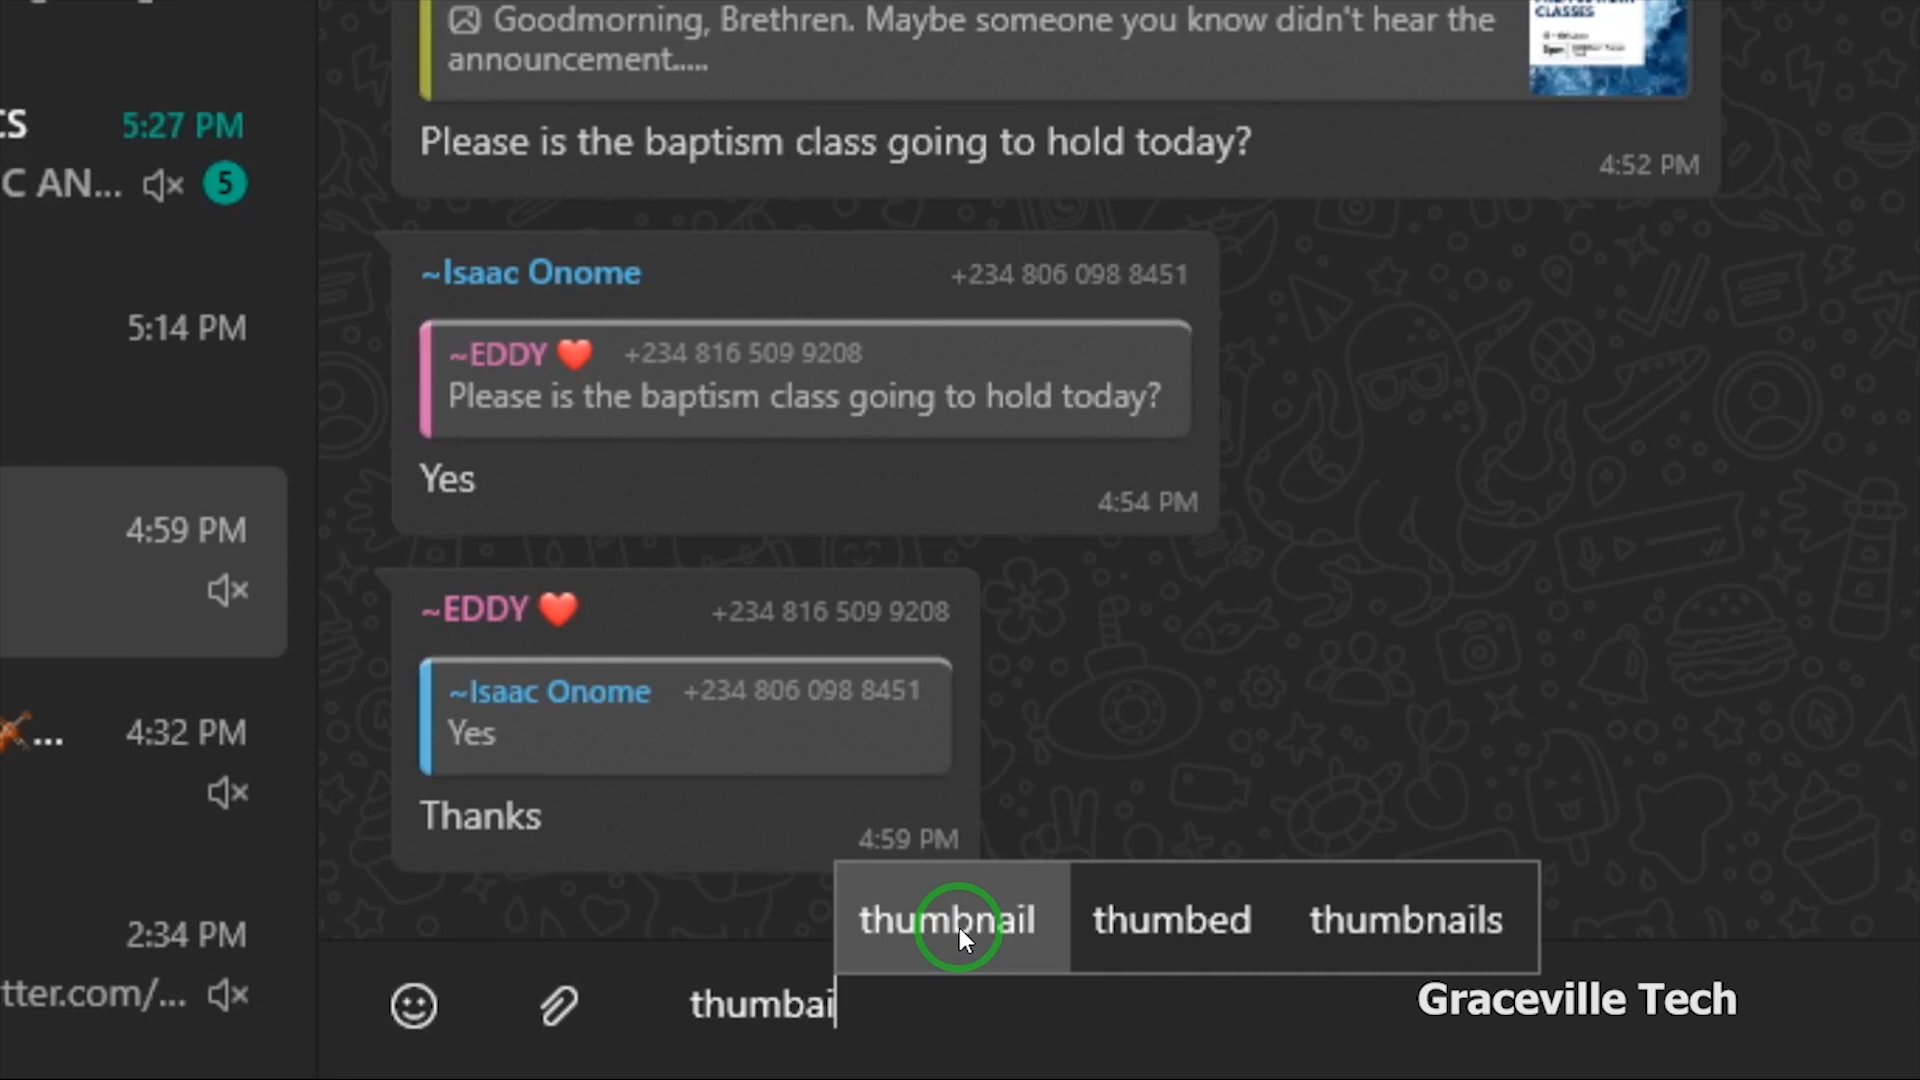 Goodmorning, Brethren. Maybe someone you know didn't hear the
announcement.....
CLASSES
Please is the baptism class going to hold today?
4:52 PM
5:27 PM
C AN...
5
~Isaac Onome +234 806 098 8451
5:14 PM
~EDDY ❤️ +234 816 509 9208
Please is the baptism class going to hold today?
Yes
4:54 PM
4:59 PM
~EDDY ❤️ +234 816 509 9208
~Isaac Onome +234 806 098 8451
Yes
4:32 PM
Thanks
4:59 PM
thumbnail thumbed thumbnails
2:34 PM
tter.com/...
thumbai
Graceville Tech